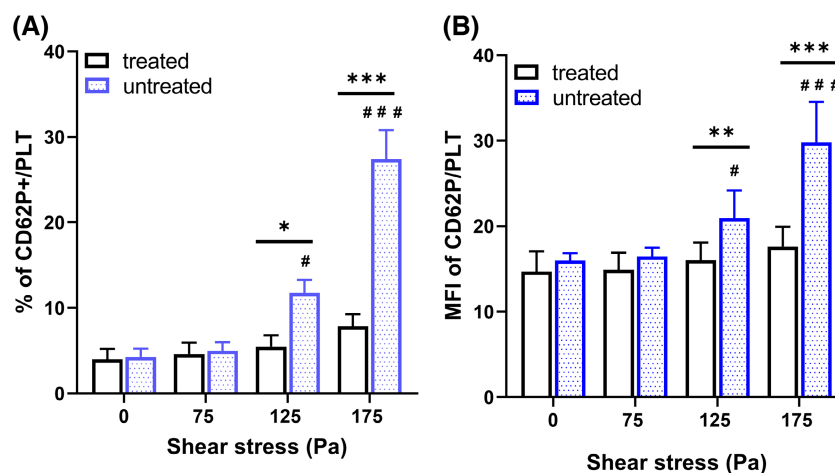 (A)
40
30
20
10
0
% of CD62P+/PLT
treated
untreated
*
#
***
# # #
0 75 125 175
Shear stress (Pa)
(B)
40
30
20
10
0
MFI of CD62P/PLT
treated
untreated
**
#
***
# # #
0 75 125 175
Shear stress (Pa)